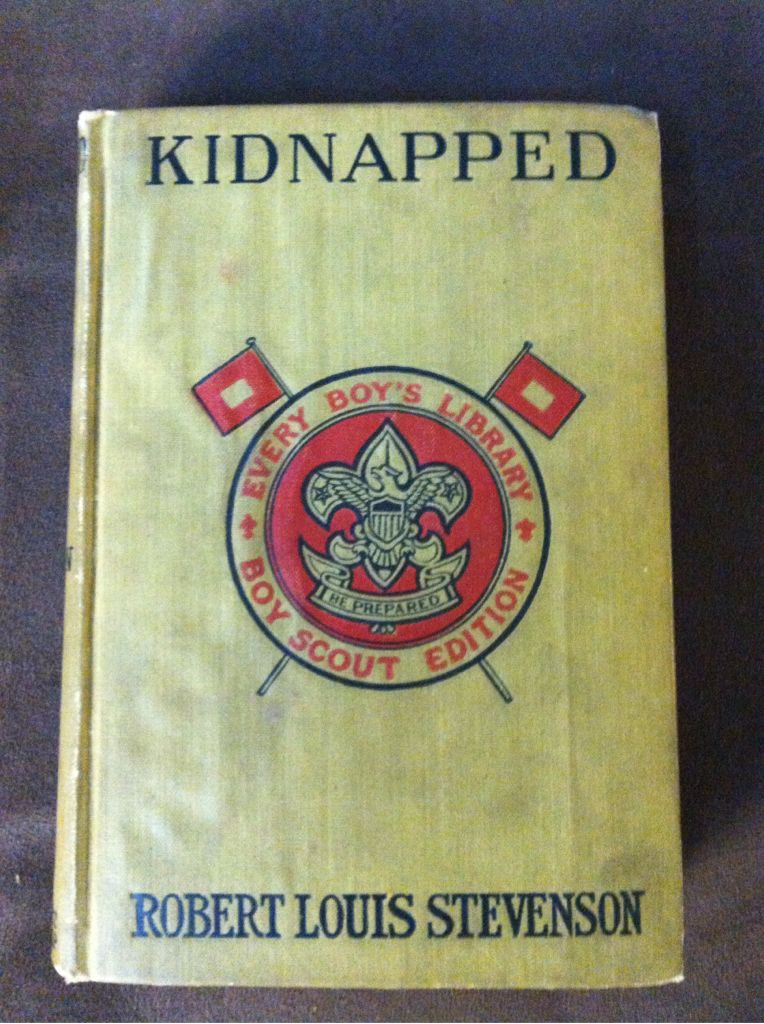 KIDNAPPED
EVERY BOY'S LIBRARY
BE PREPARED
BOY SCOUT EDITION
ROBERT LOUIS STEVENSON